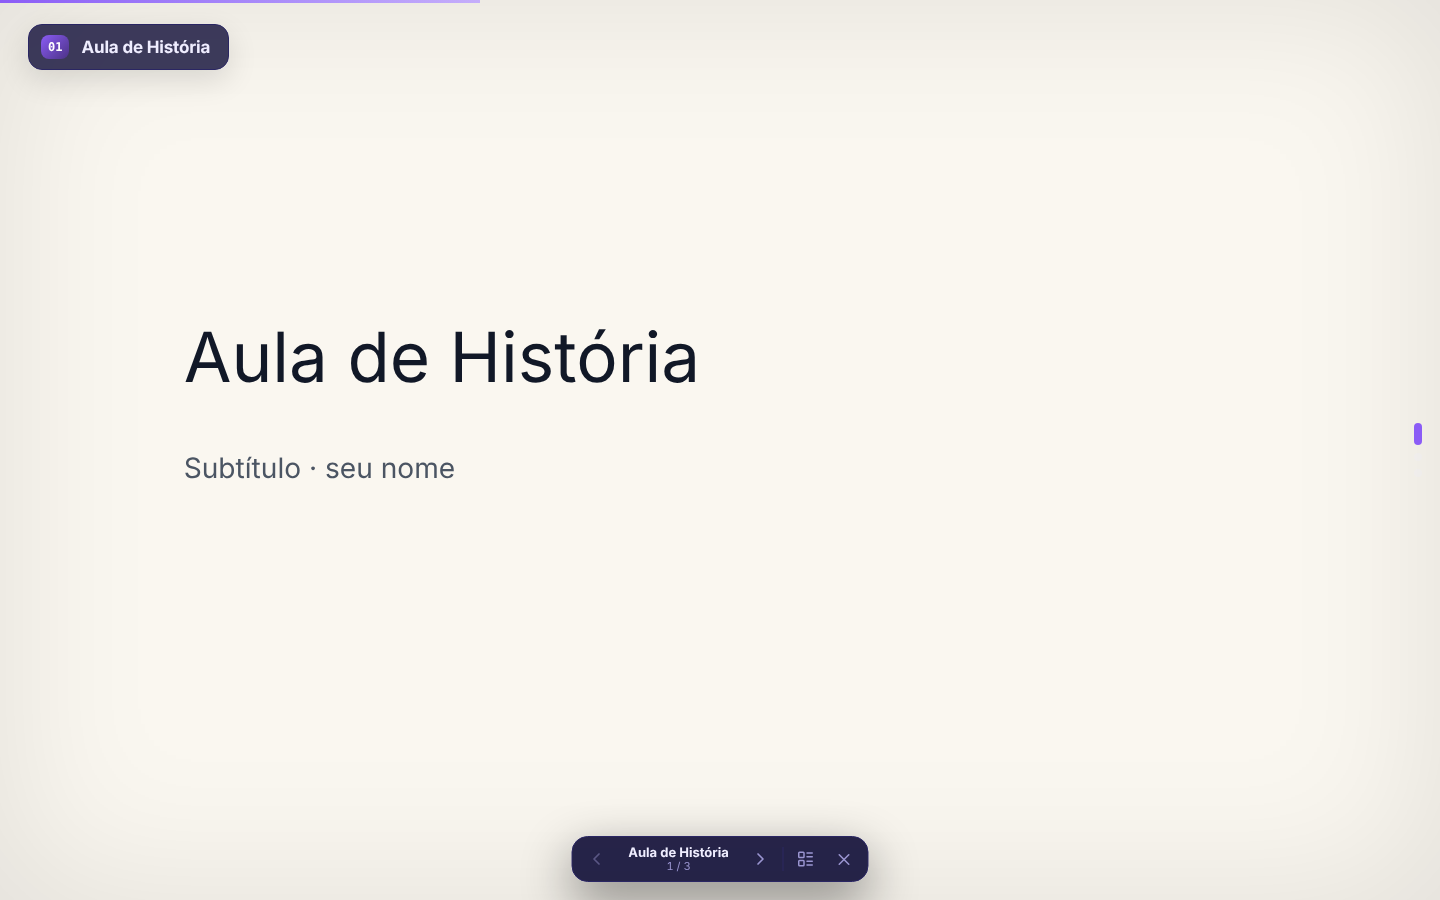 01 Aula de História
Aula de História
Subtítulo · seu nome
Aula de História
1 / 3